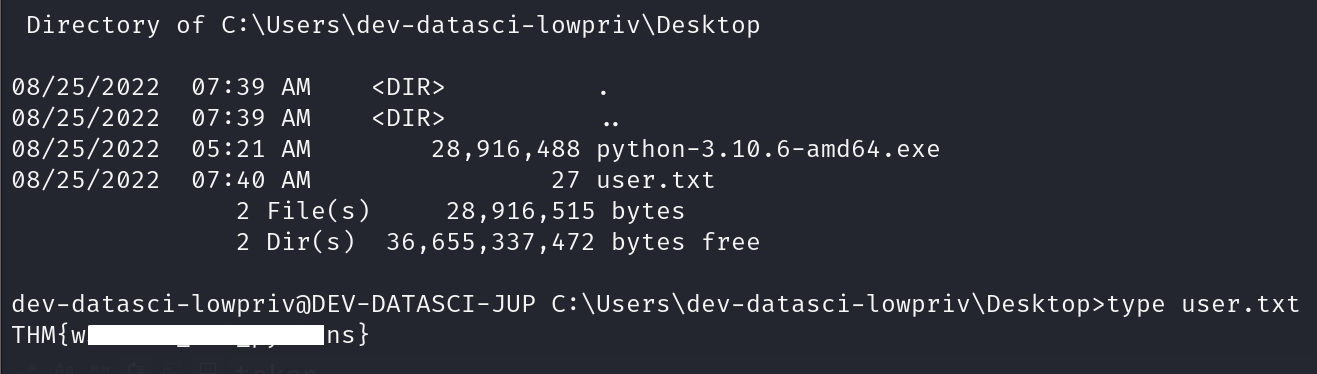 Directory of C:\Users\dev-datasci-lowpriv\Desktop
08/25/2022  07:39 AM    <DIR>          .
08/25/2022  07:39 AM    <DIR>          ..
08/25/2022  05:21 AM        28,916,488 python-3.10.6-amd64.exe
08/25/2022  07:40 AM                27 user.txt
               2 File(s)     28,916,515 bytes
               2 Dir(s)  36,655,337,472 bytes free
dev-datasci-lowpriv@DEV-DATASCI-JUP C:\Users\dev-datasci-lowpriv\Desktop>type user.txt
THM{w ns}